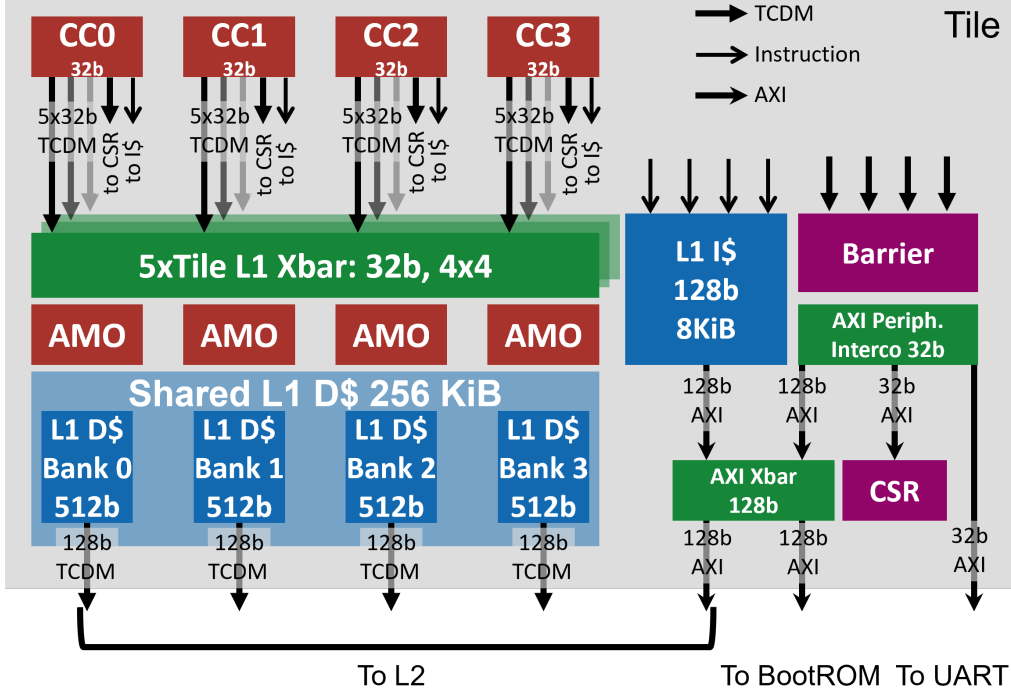 CC0
32b
CC1
32b
CC2
32b
CC3
32b
TCDM
Instruction
AXI
Tile
5x32b
TCDM
to CSR
to I$
5x32b
TCDM
to CSR
to I$
5x32b
TCDM
to CSR
to I$
5x32b
TCDM
to CSR
to I$
5xTile L1 Xbar: 32b, 4x4
L1 I$
128b
8KiB
Barrier
AMO
AMO
AMO
AMO
AXI Periph.
Interco 32b
Shared L1 D$ 256 KiB
L1 D$
Bank 0
512b
L1 D$
Bank 1
512b
L1 D$
Bank 2
512b
L1 D$
Bank 3
512b
128b
AXI
128b
AXI
32b
AXI
AXI Xbar
128b
CSR
128b
TCDM
128b
TCDM
128b
TCDM
128b
TCDM
128b
AXI
128b
AXI
32b
AXI
To L2
To BootROM
To UART